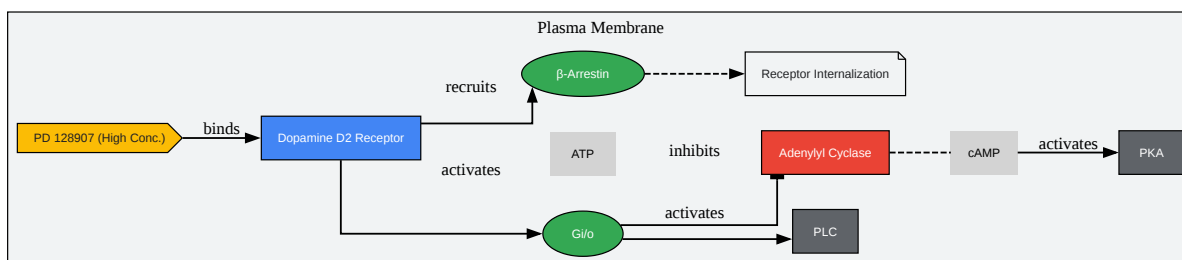 Plasma Membrane
β-Arrestin
Receptor Internalization
recruits
PD 128907 (High Conc.)
binds
Dopamine D2 Receptor
activates
ATP
inhibits
Adenylyl Cyclase
cAMP
activates
PKA
activates
Gi/o
PLC